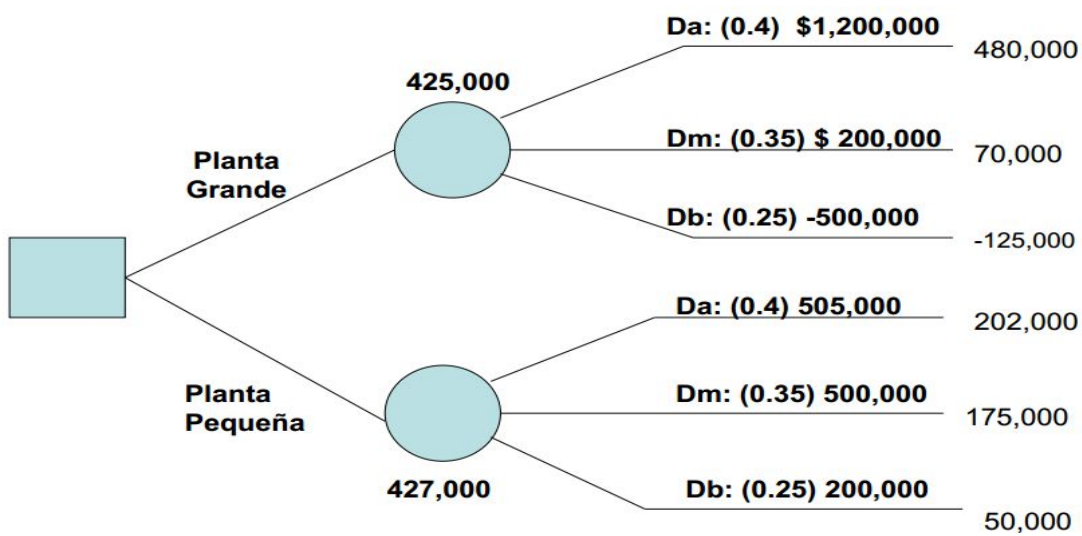 Da: (0.4) $1,200,000
480,000
425,000
Dm: (0.35) $ 200,000
70,000
Planta
Grande
Db: (0.25) -500,000
-125,000
Da: (0.4) 505,000
202,000
Planta
Pequeña
Dm: (0.35) 500,000
175,000
427,000
Db: (0.25) 200,000
50,000